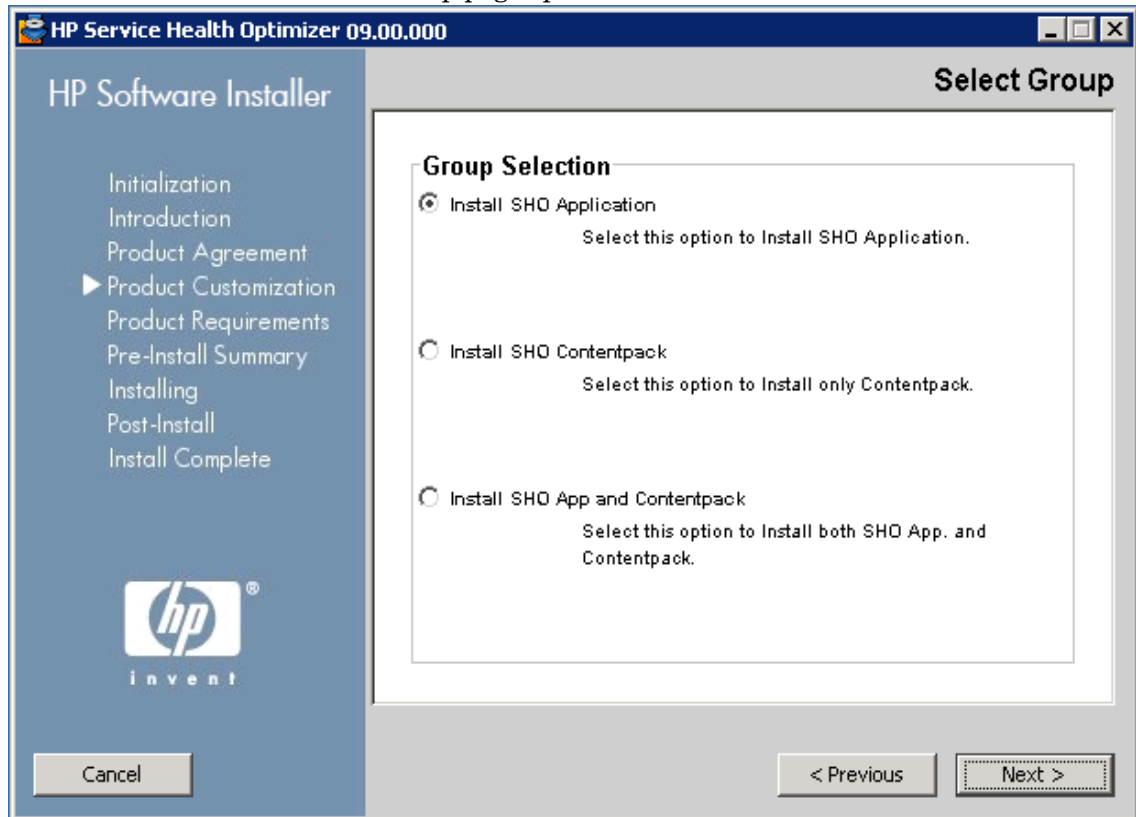 HP Service Health Optimizer 09.00.000
HP Software Installer
Select Group
Initialization
Introduction
Product Agreement
Product Customization
Product Requirements
Pre-Install Summary
Installing
Post-Install
Install Complete
hp ®
invent
Group Selection
Install SHO Application
Select this option to Install SHO Application.
Install SHO Contentpack
Select this option to Install only Contentpack.
Install SHO App and Contentpack
Select this option to Install both SHO App. and
Contentpack.
Cancel
< Previous
Next >